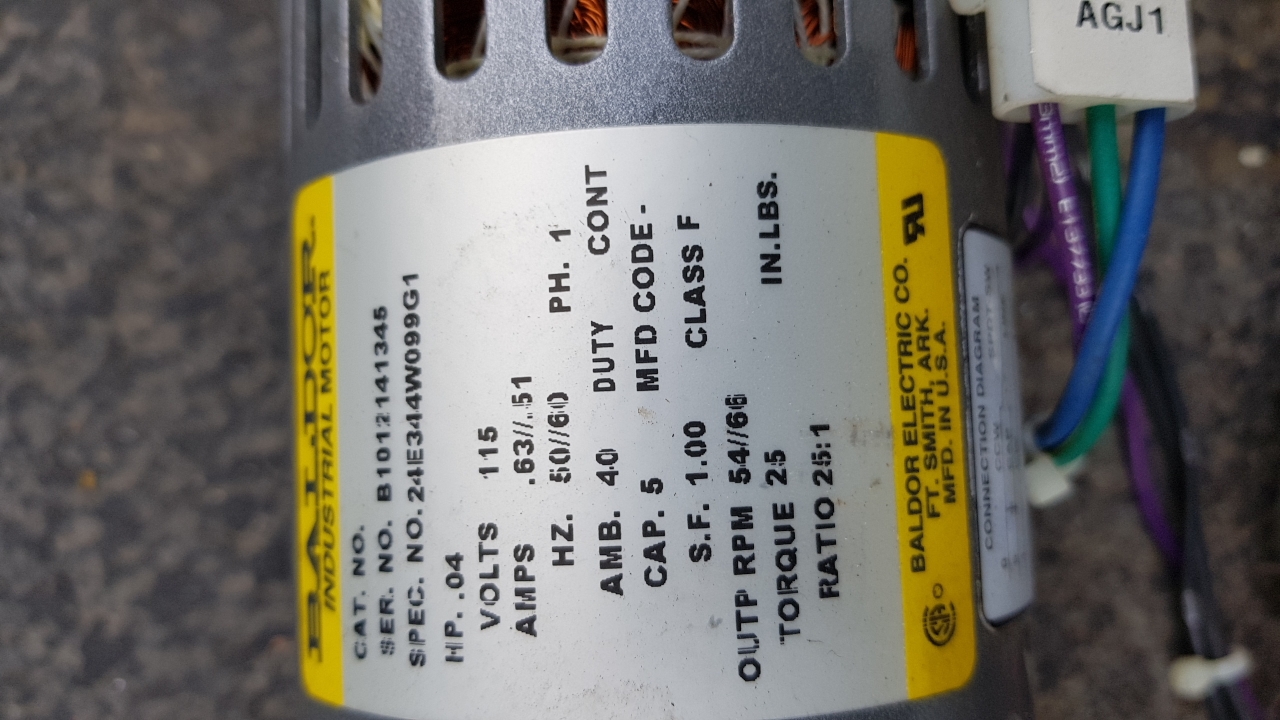 BALDOR
INDUSTRIAL MOTOR
CAT. NO.
SER. NO. B1012141345
SPEC. NO. 24E344W099G1
HP. .04
VOLTS 115
AMPS .63//.51
HZ. 50//60 PH. 1
AMB. 40 DUTY CONT
CAP. 5 MFD CODE -
S.F. 1.00 CLASS F
OUTP RPM 54//66
TORQUE 25 IN.LBS.
RATIO 25:1
BALDOR ELECTRIC CO.
FT. SMITH, ARK.
MFD. IN U.S.A.
CONNECTION DIAGRAM
AGJ1